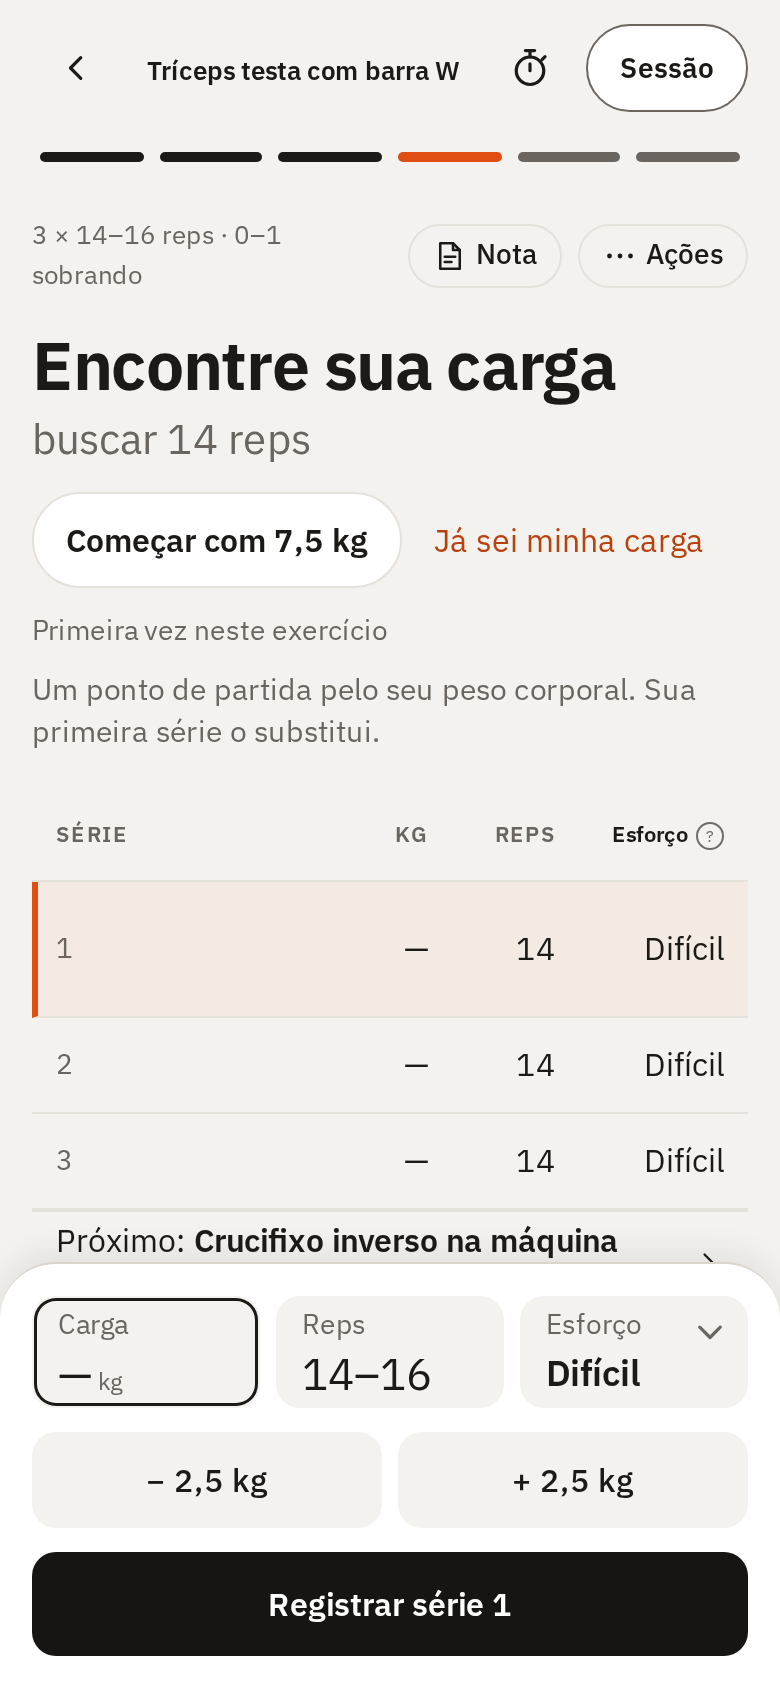 Tríceps testa com barra W
Sessão
3 × 14–16 reps · 0–1
sobrando
Nota
Ações
Encontre sua carga
buscar 14 reps
Começar com 7,5 kg
Já sei minha carga
Primeira vez neste exercício
Um ponto de partida pelo seu peso corporal. Sua
primeira série o substitui.
SÉRIE KG REPS Esforço ?
1 — 14 Difícil
2 — 14 Difícil
3 — 14 Difícil
Próximo: Crucifixo inverso na máquina
Carga Reps Esforço
— kg 14–16 Difícil
− 2,5 kg + 2,5 kg
Registrar série 1